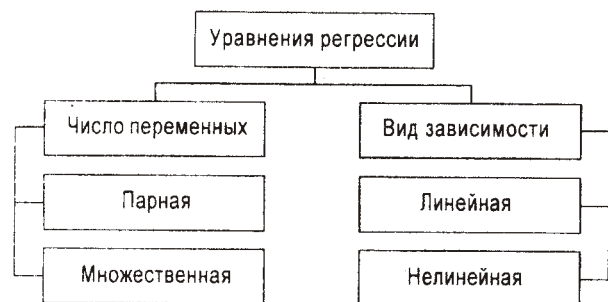 Уравнения регрессии
Число переменных
Вид зависимости
Парная
Линейная
Множественная
Нелинейная